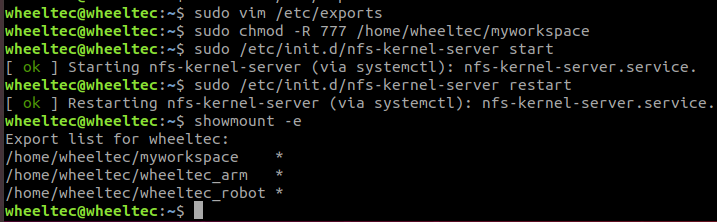 wheeltec@wheeltec:~$ sudo vim /etc/exports
wheeltec@wheeltec:~$ sudo chmod -R 777 /home/wheeltec/myworkspace
wheeltec@wheeltec:~$ sudo /etc/init.d/nfs-kernel-server start
[ ok ] Starting nfs-kernel-server (via systemctl): nfs-kernel-server.service.
wheeltec@wheeltec:~$ sudo /etc/init.d/nfs-kernel-server restart
[ ok ] Restarting nfs-kernel-server (via systemctl): nfs-kernel-server.service.
wheeltec@wheeltec:~$ showmount -e
Export list for wheeltec:
/home/wheeltec/myworkspace    *
/home/wheeltec/wheeltec_arm   *
/home/wheeltec/wheeltec_robot *
wheeltec@wheeltec:~$